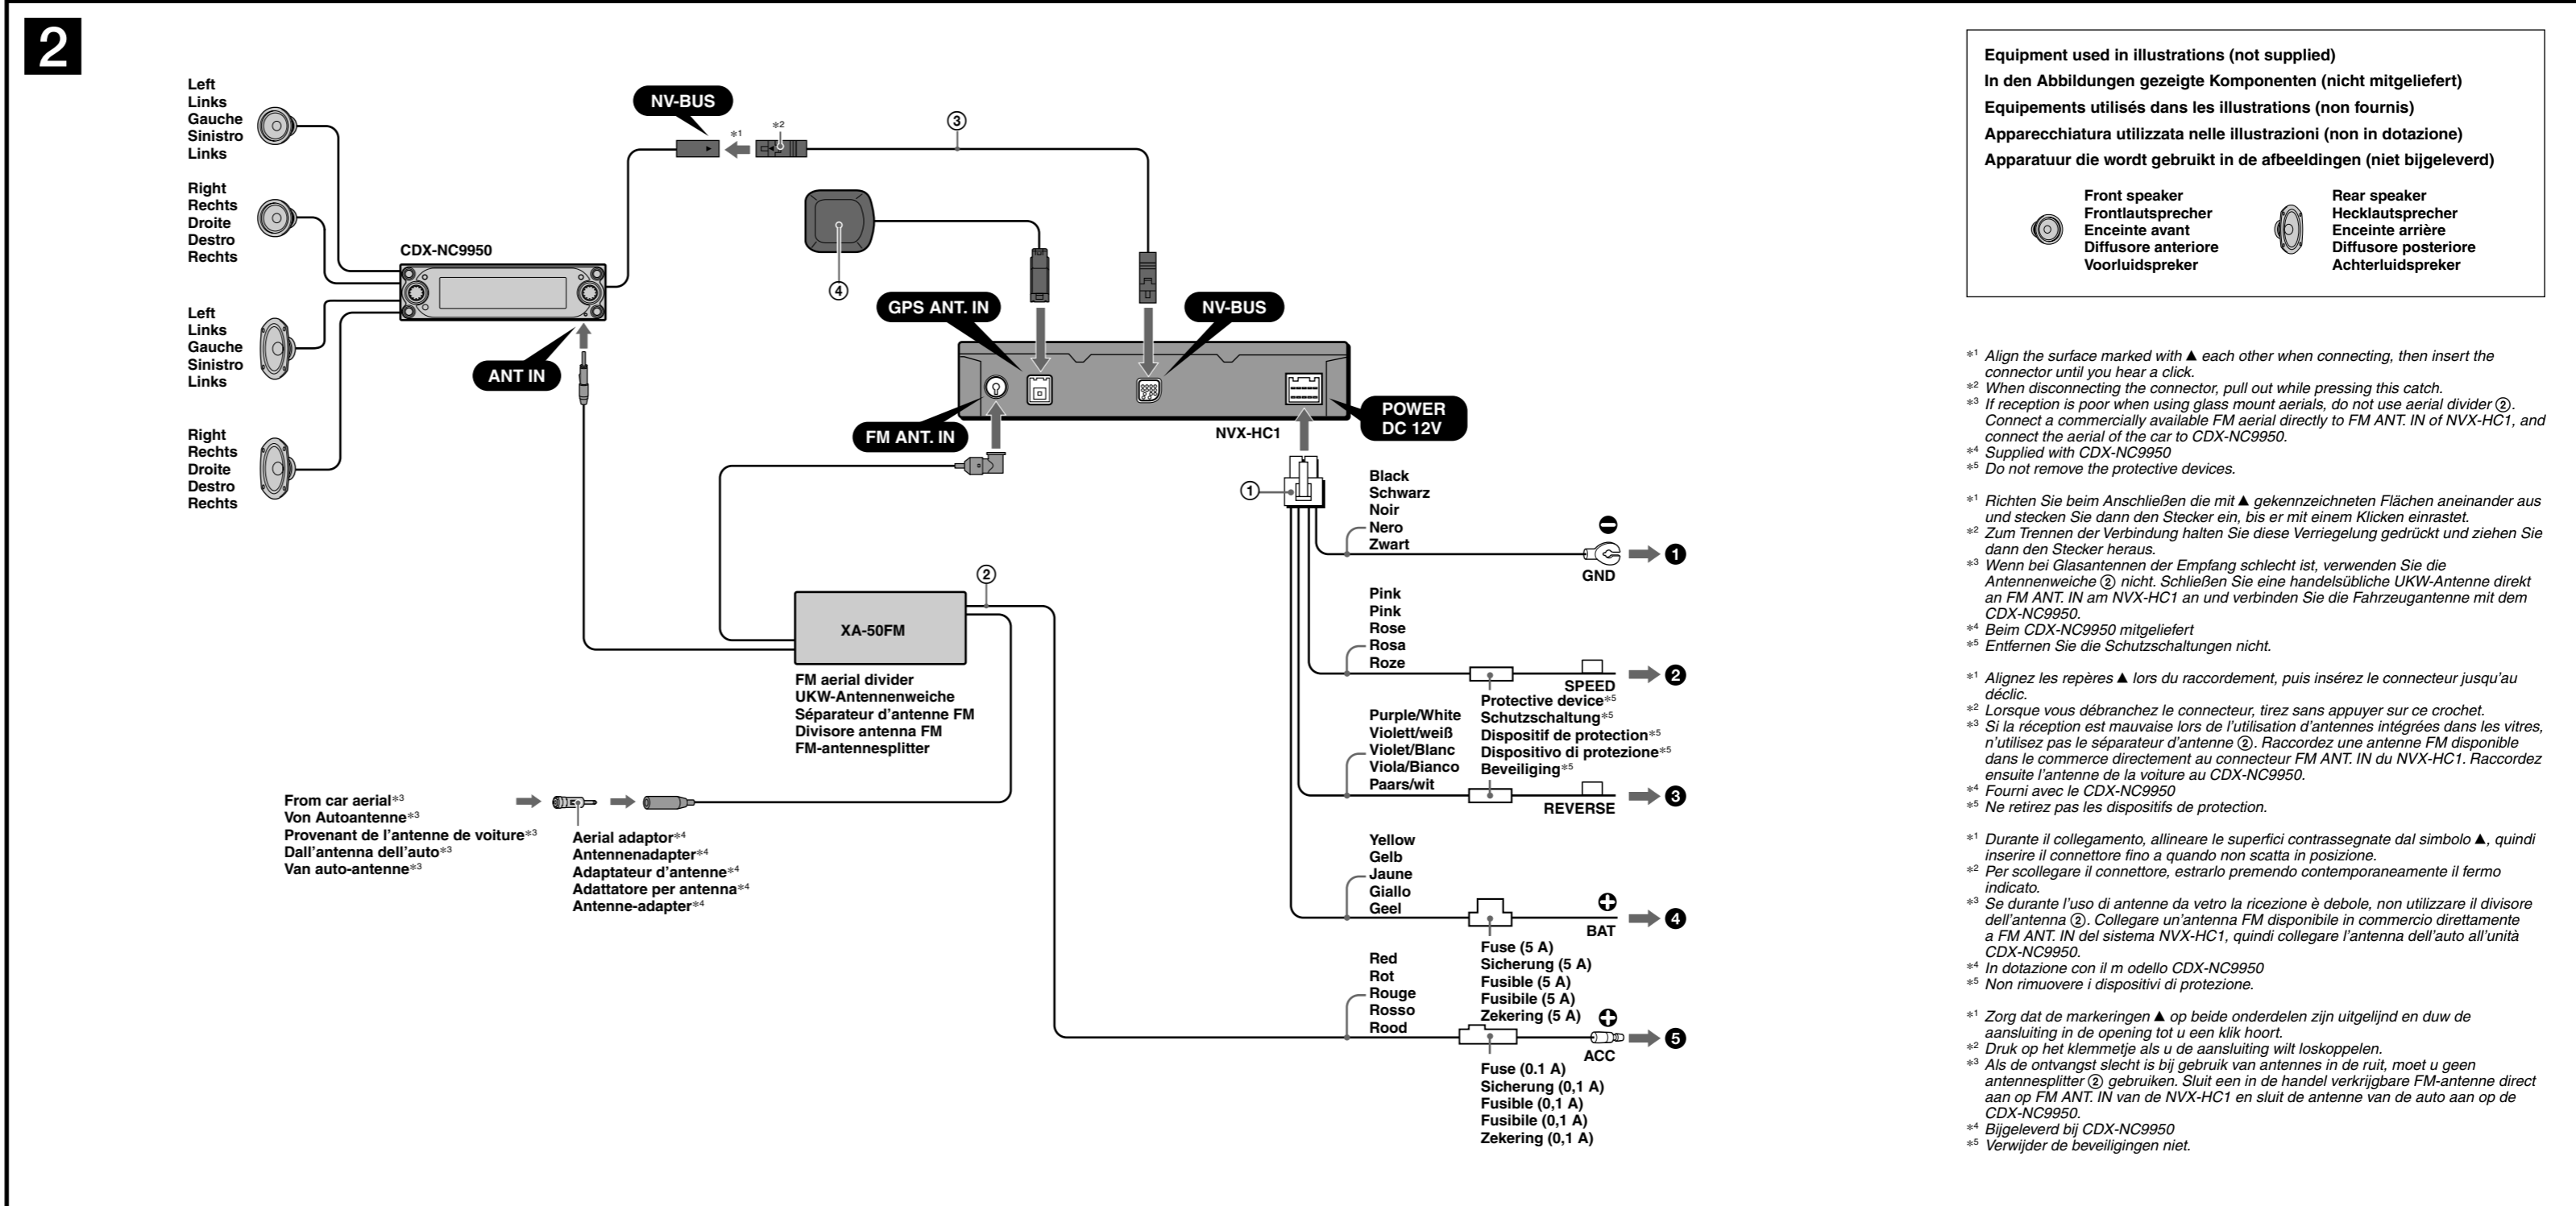 2
Left
Links
Gauche
Sinistro
Links
Right
Rechts
Droite
Destro
Rechts
CDX-NC9950
Left
Links
Gauche
Sinistro
Links
Right
Rechts
Droite
Destro
Rechts
NV-BUS
*1
*2
③
④
GPS ANT. IN
NV-BUS
ANT IN
FM ANT. IN
NVX-HC1
POWER
DC 12V
①
Black
Schwarz
Noir
Nero
Zwart
GND
❶
②
XA-50FM
FM aerial divider
UKW-Antennenweiche
Séparateur d'antenne FM
Divisore antenna FM
FM-antennesplitter
Pink
Pink
Rose
Rosa
Roze
SPEED
❷
Protective device*5
Schutzschaltung*5
Dispositif de protection*5
Dispositivo di protezione*5
Beveiliging*5
Purple/White
Violett/weiß
Violet/Blanc
Viola/Bianco
Paars/wit
REVERSE
❸
From car aerial*3
Von Autoantenne*3
Provenant de l'antenne de voiture*3
Dall'antenna dell'auto*3
Van auto-antenne*3
Aerial adaptor*4
Antennenadapter*4
Adaptateur d'antenne*4
Adattatore per antenna*4
Antenne-adapter*4
Yellow
Gelb
Jaune
Giallo
Geel
BAT
❹
Fuse (5 A)
Sicherung (5 A)
Fusible (5 A)
Fusibile (5 A)
Zekering (5 A)
Red
Rot
Rouge
Rosso
Rood
ACC
❺
Fuse (0.1 A)
Sicherung (0,1 A)
Fusible (0,1 A)
Fusibile (0,1 A)
Zekering (0,1 A)
Equipment used in illustrations (not supplied)
In den Abbildungen gezeigte Komponenten (nicht mitgeliefert)
Equipements utilisés dans les illustrations (non fournis)
Apparecchiatura utilizzata nelle illustrazioni (non in dotazione)
Apparatuur die wordt gebruikt in de afbeeldingen (niet bijgeleverd)
Front speaker
Frontlautsprecher
Enceinte avant
Diffusore anteriore
Voorluidspreker
Rear speaker
Hecklautsprecher
Enceinte arrière
Diffusore posteriore
Achterluidspreker
*1 Align the surface marked with ▲ each other when connecting, then insert the
connector until you hear a click.
*2 When disconnecting the connector, pull out while pressing this catch.
*3 If reception is poor when using glass mount aerials, do not use aerial divider ②.
Connect a commercially available FM aerial directly to FM ANT. IN of NVX-HC1, and
connect the aerial of the car to CDX-NC9950.
*4 Supplied with CDX-NC9950
*5 Do not remove the protective devices.
*1 Richten Sie beim Anschließen die mit ▲ gekennzeichneten Flächen aneinander aus
und stecken Sie dann den Stecker ein, bis er mit einem Klicken einrastet.
*2 Zum Trennen der Verbindung halten Sie diese Verriegelung gedrückt und ziehen Sie
dann den Stecker heraus.
*3 Wenn bei Glasantennen der Empfang schlecht ist, verwenden Sie die
Antennenweiche ② nicht. Schließen Sie eine handelsübliche UKW-Antenne direkt
an FM ANT. IN am NVX-HC1 an und verbinden Sie die Fahrzeugantenne mit dem
CDX-NC9950.
*4 Beim CDX-NC9950 mitgeliefert
*5 Entfernen Sie die Schutzschaltungen nicht.
*1 Alignez les repères ▲ lors du raccordement, puis insérez le connecteur jusqu'au
déclic.
*2 Lorsque vous débranchez le connecteur, tirez sans appuyer sur ce crochet.
*3 Si la réception est mauvaise lors de l'utilisation d'antennes intégrées dans les vitres,
n'utilisez pas le séparateur d'antenne ②. Raccordez une antenne FM disponible
dans le commerce directement au connecteur FM ANT. IN du NVX-HC1. Raccordez
ensuite l'antenne de la voiture au CDX-NC9950.
*4 Fourni avec le CDX-NC9950
*5 Ne retirez pas les dispositifs de protection.
*1 Durante il collegamento, allineare le superfici contrassegnate dal simbolo ▲, quindi
inserire il connettore fino a quando non scatta in posizione.
*2 Per scollegare il connettore, estrarlo premendo contemporaneamente il fermo
indicato.
*3 Se durante l'uso di antenne da vetro la ricezione è debole, non utilizzare il divisore
dell'antenna ②. Collegare un'antenna FM disponibile in commercio direttamente
a FM ANT. IN del sistema NVX-HC1, quindi collegare l'antenna dell'auto all'unità
CDX-NC9950.
*4 In dotazione con il m odello CDX-NC9950
*5 Non rimuovere i dispositivi di protezione.
*1 Zorg dat de markeringen ▲ op beide onderdelen zijn uitgelijnd en duw de
aansluiting in de opening tot u een klik hoort.
*2 Druk op het klemmetje als u de aansluiting wilt loskoppelen.
*3 Als de ontvangst slecht is bij gebruik van antennes in de ruit, moet u geen
antennesplitter ② gebruiken. Sluit een in de handel verkrijgbare FM-antenne direct
aan op FM ANT. IN van de NVX-HC1 en sluit de antenne van de auto aan op de
CDX-NC9950.
*4 Bijgeleverd bij CDX-NC9950
*5 Verwijder de beveiligingen niet.